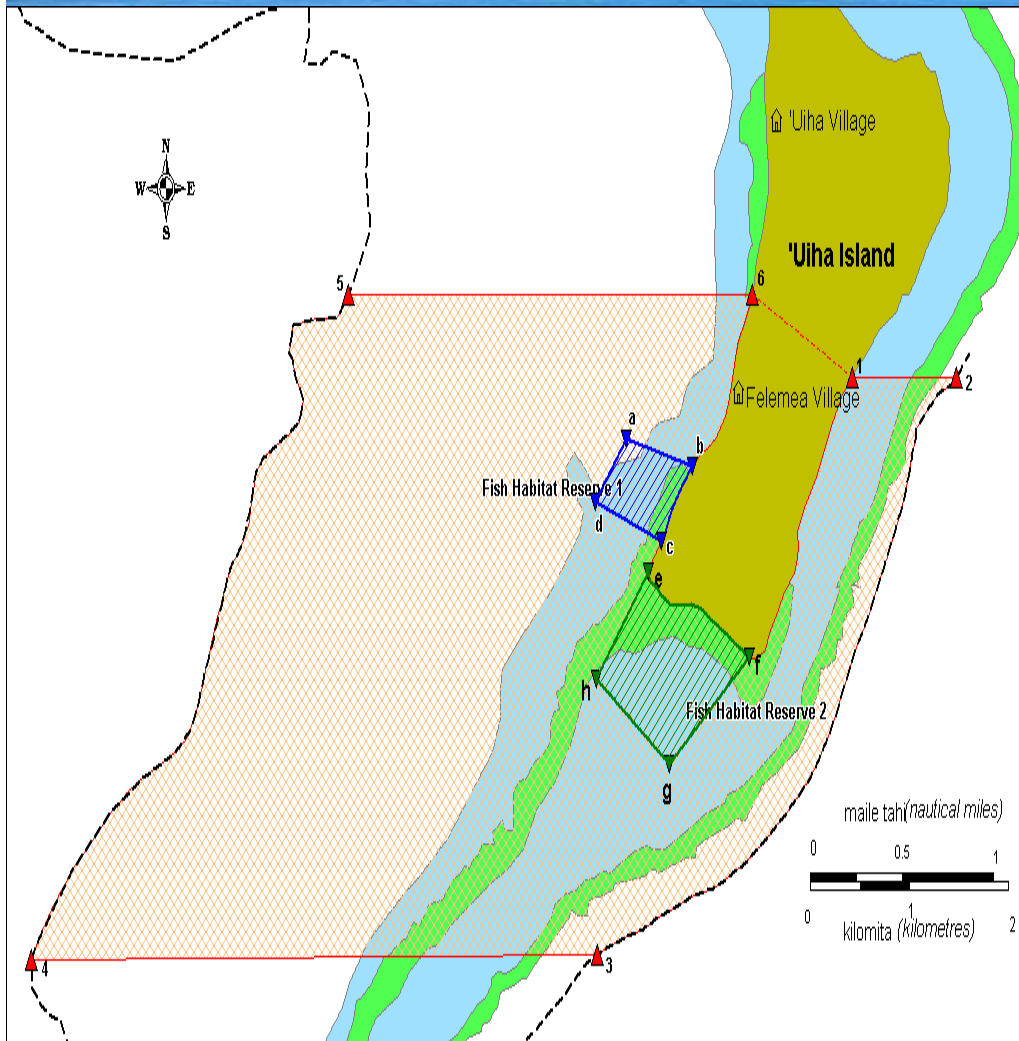 'Uiha Village
N
W E
S
'Uiha Island
5
6
1
2
Felemea Village
a
b
Fish Habitat Reserve 1
d
c
e
f
h
Fish Habitat Reserve 2
g
maile tahi (nautical miles)
0 0.5 1
0 1 2
kilomita (kilometres)
4
3